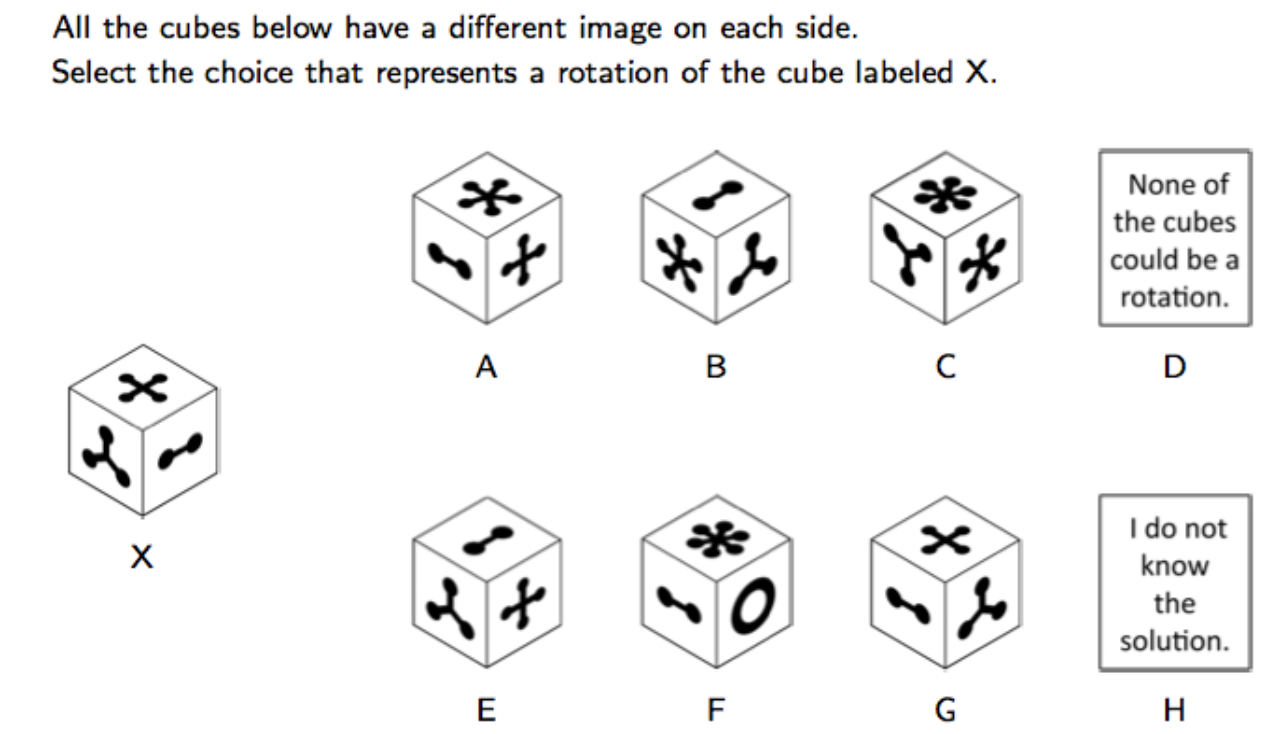 All the cubes below have a different image on each side.
Select the choice that represents a rotation of the cube labeled X.
None of
the cubes
could be a
rotation.
A
B
C
D
X
I do not
know
the
solution.
E
F
G
H